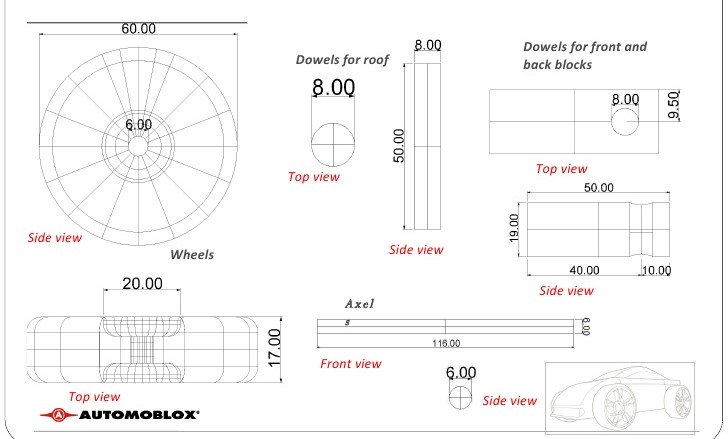 60.00
6.00
Side view
Wheels
Dowels for roof
8.00
Top view
8.00
50.00
Side view
Dowels for front and
back blocks
8.00
9.50
Top view
50.00
19.00
40.00
10.00
Side view
20.00
17.00
Top view
AUTOMOBLOX®
Axel
116.00
Front view
6.00
Side view